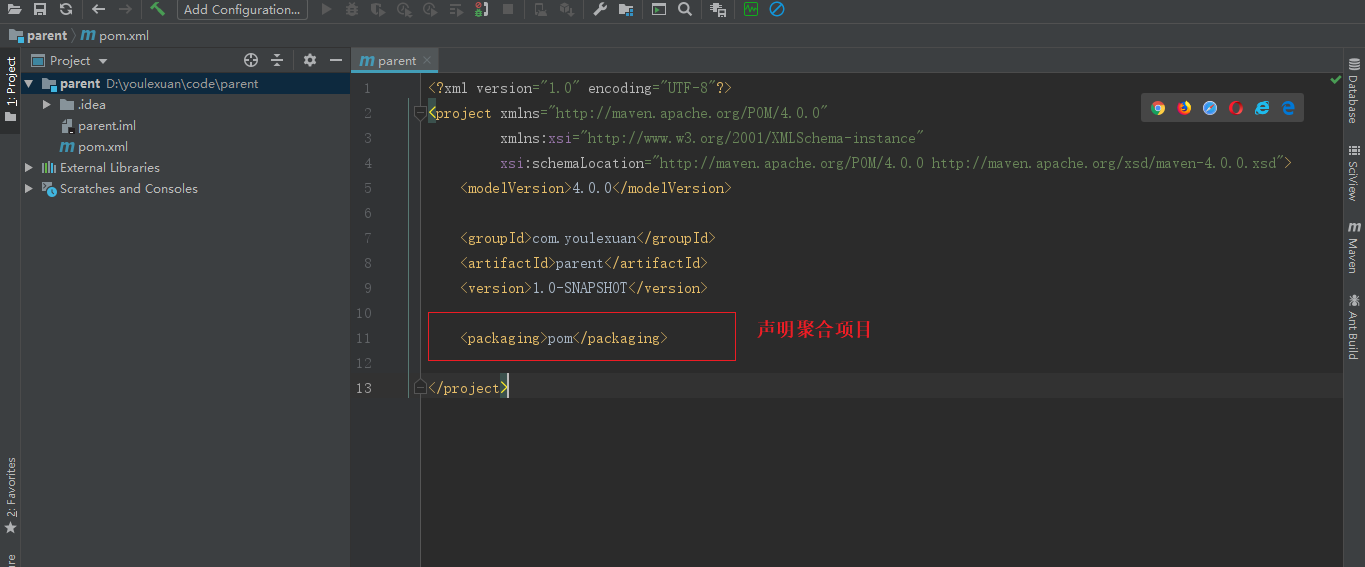 Add Configuration...
parent
pom.xml
Project
parent
1: Project
parent D:\youlexuan\code\parent
.idea
parent.iml
pom.xml
External Libraries
Scratches and Consoles
1 <?xml version="1.0" encoding="UTF-8"?>
2 <project xmlns="http://maven.apache.org/POM/4.0.0"
3 xmlns:xsi="http://www.w3.org/2001/XMLSchema-instance"
4 xsi:schemaLocation="http://maven.apache.org/POM/4.0.0 http://maven.apache.org/xsd/maven-4.0.0.xsd">
5 <modelVersion>4.0.0</modelVersion>
6
7 <groupId>com.youlexuan</groupId>
8 <artifactId>parent</artifactId>
9 <version>1.0-SNAPSHOT</version>
10
11 <packaging>pom</packaging>
声明聚合项目
12
13 </project>
Database
SciView
Maven
Ant Build
2: Favorites